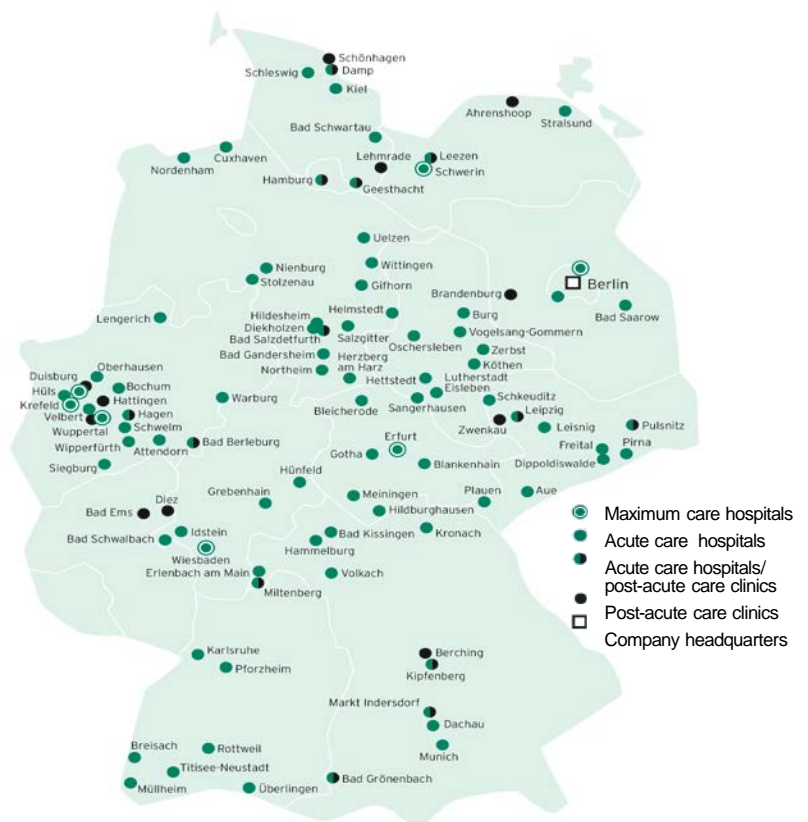 Schönhagen
Damp
Schleswig
Kiel
Ahrenshoop
Stralsund
Bad Schwartau
Cuxhaven
Nordenham
Lehmrade
Leezen
Schwerin
Hamburg
Geesthacht
Uelzen
Wittingen
Nienburg
Stolzenau
Gifhorn
Berlin
Brandenburg
Bad Saarow
Lengerich
Hildesheim
Helmstedt
Burg
Diekholzen
Bad Salzdetfurth
Salzgitter
Vogelsang-Gommern
Oschersleben
Zerbst
Bad Gandersheim
Herzberg
am Harz
Northeim
Köthen
Oberhausen
Duisburg
Bochum
Hettstedt
Lutherstadt
Eisleben
Hüls
Hattingen
Krefeld
Warburg
Bleicherode
Sangerhausen
Schkeuditz
Hagen
Leipzig
Velbert
Schwelm
Zwenkau
Leisnig
Pulsnitz
Wuppertal
Wipperfürth
Attendorn
Bad Berleburg
Erfurt
Freital
Pirna
Gotha
Siegburg
Blankenhain
Dippoldiswalde
Hünfeld
Grebenhain
Meiningen
Plauen
Aue
Diez
Bad Ems
Hildburghausen
Idstein
Bad Kissingen
Kronach
Bad Schwalbach
Hammelburg
Wiesbaden
Erlenbach am Main
Volkach
Miltenberg
Maximum care hospitals
Acute care hospitals
Acute care hospitals/
post-acute care clinics
Post-acute care clinics
Company headquarters
Karlsruhe
Berching
Pforzheim
Kipfenberg
Markt Indersdorf
Dachau
Breisach
Rottweil
Munich
Titisee-Neustadt
Bad Grönenbach
Müllheim
Überlingen